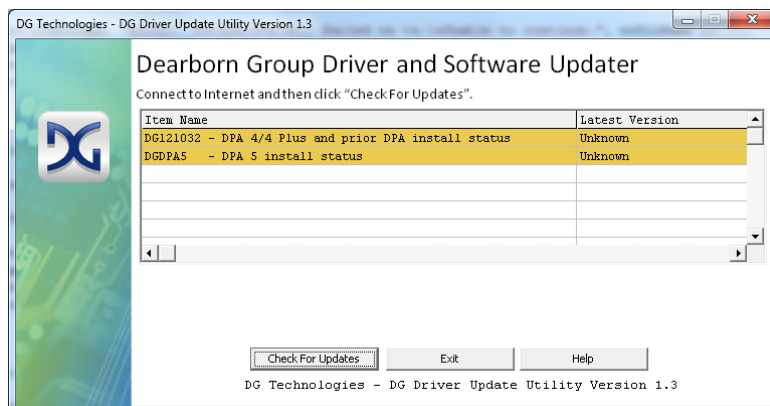 DG Technologies - DG Driver Update Utility Version 1.3
Dearborn Group Driver and Software Updater
Connect to Internet and then click “Check For Updates”.
Item Name Latest Version
DG121032 - DPA 4/4 Plus and prior DPA install status Unknown
DGDPA5 - DPA 5 install status Unknown
DG
Check For Updates Exit Help
DG Technologies - DG Driver Update Utility Version 1.3